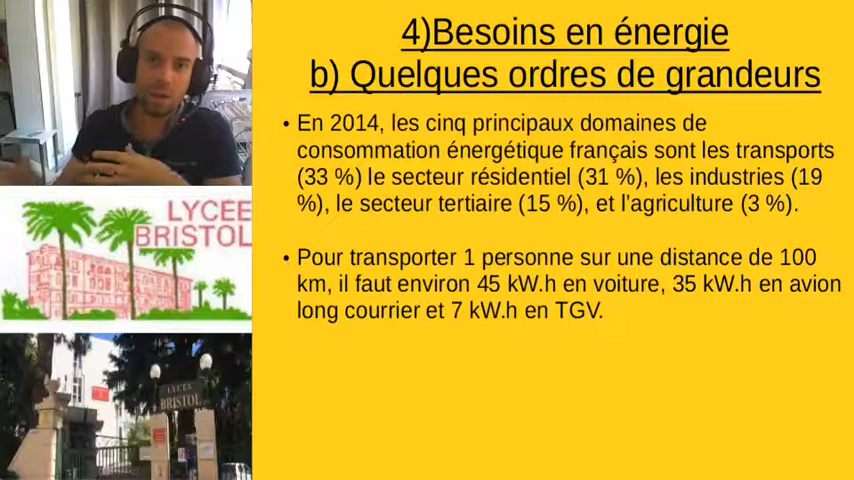 4)Besoins en énergie
b) Quelques ordres de grandeurs
• En 2014, les cinq principaux domaines de
consommation énergétique français sont les transports
(33 %) le secteur résidentiel (31 %), les industries (19
%), le secteur tertiaire (15 %), et l'agriculture (3 %).
• Pour transporter 1 personne sur une distance de 100
km, il faut environ 45 kW.h en voiture, 35 kW.h en avion
long courrier et 7 kW.h en TGV.
LYCÉE
BRISTOL
LYCEE
BRISTOL